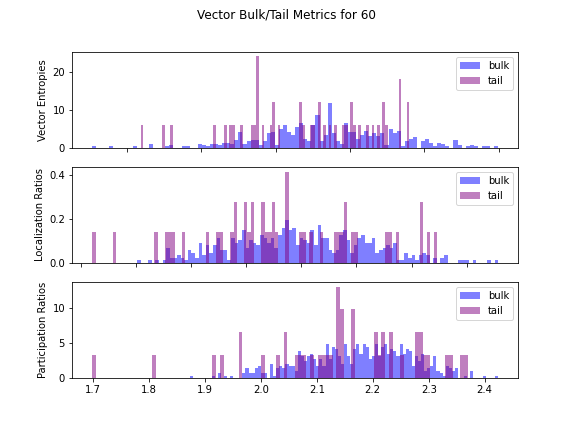 Vector Bulk/Tail Metrics for 60
Vector Entropies
20
10
0
bulk
tail
Localization Ratios
0.4
0.2
0.0
bulk
tail
Participation Ratios
10
5
0
bulk
tail
1.7 1.8 1.9 2.0 2.1 2.2 2.3 2.4